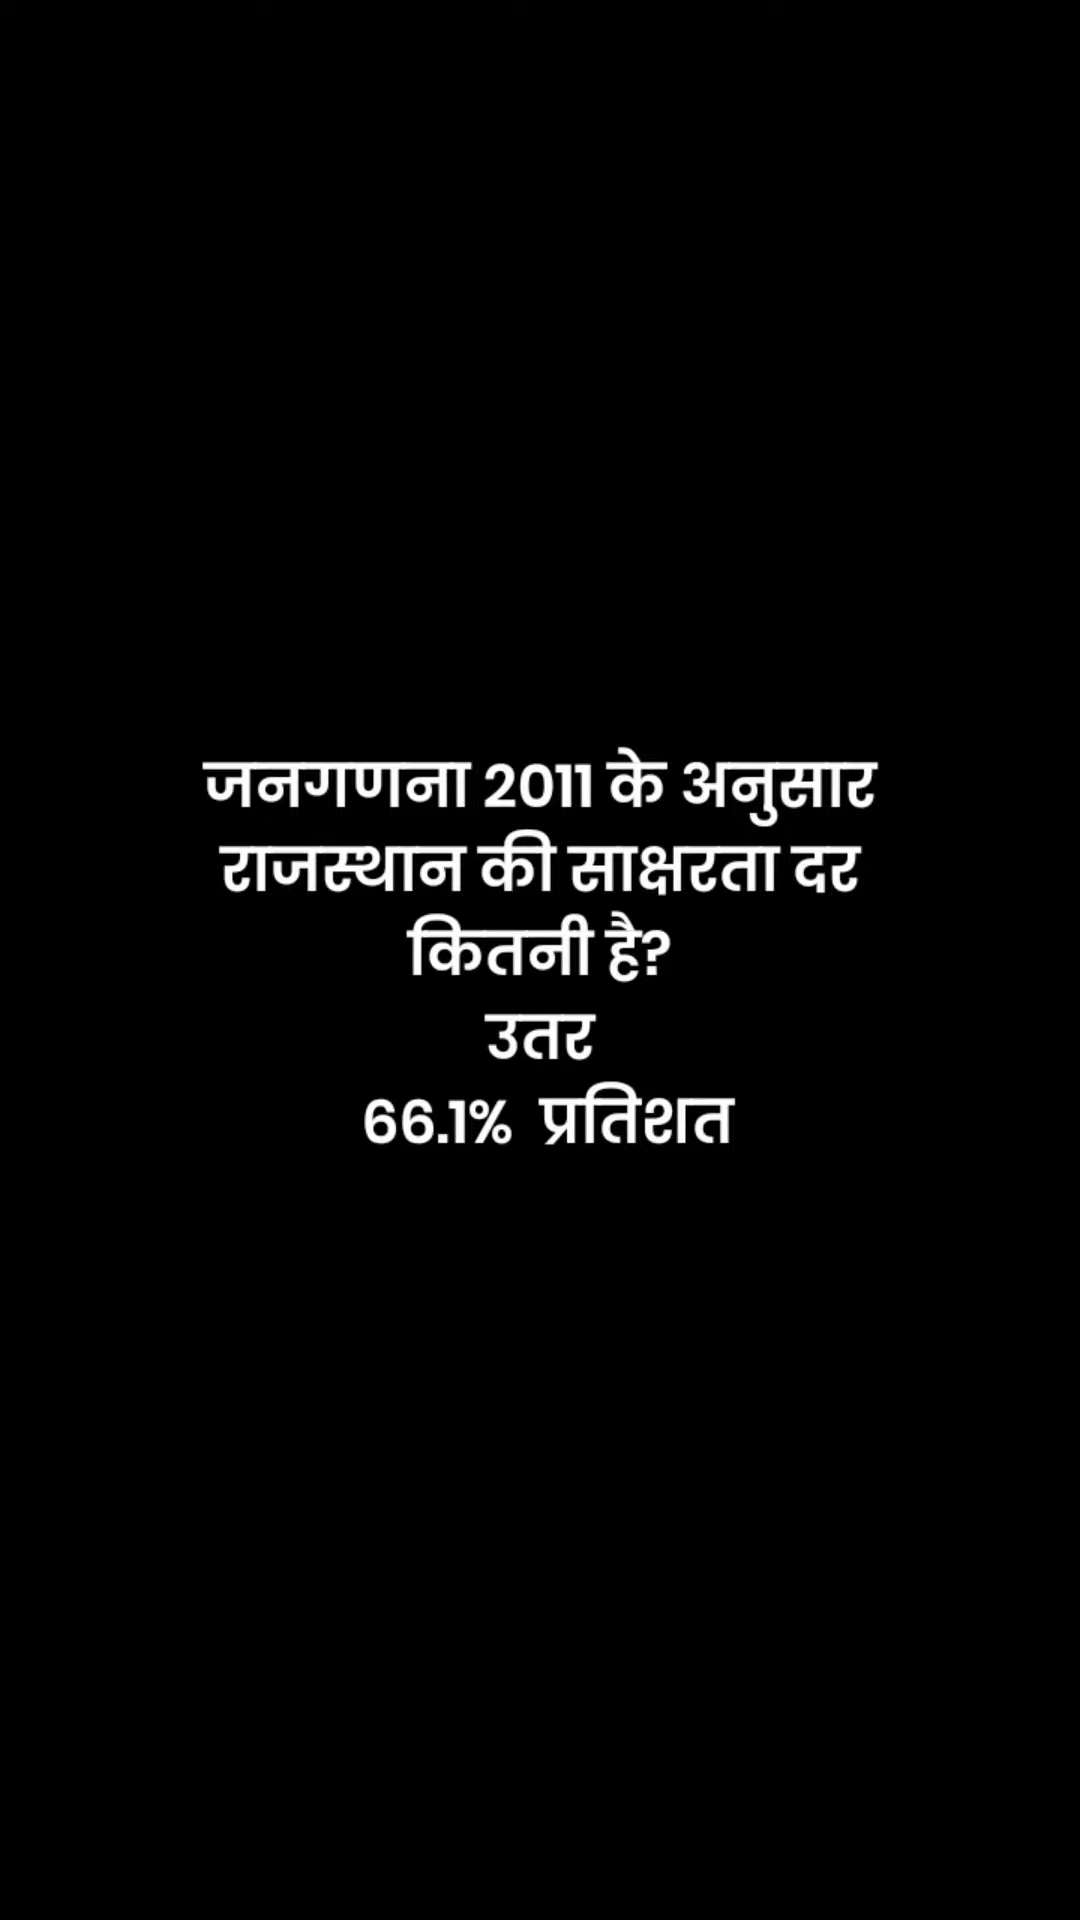 जनगणना 2011 के अनुसार
राजस्थान की साक्षरता दर
कितनी है?
उतर
66.1% प्रतिशत